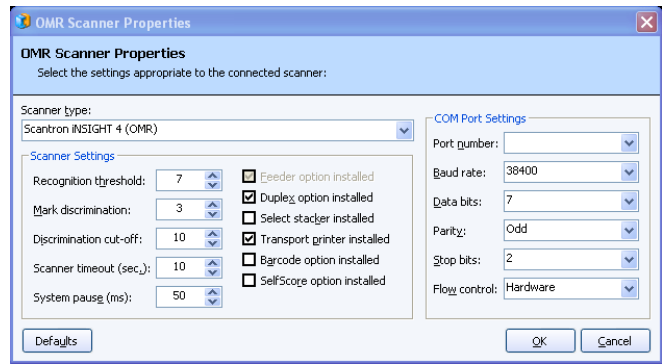 OMR Scanner Properties
OMR Scanner Properties
Select the settings appropriate to the connected scanner:
Scanner type:
Scantron iNSIGHT 4 (OMR)
Scanner Settings
Recognition threshold: 7
Mark discrimination: 3
Discrimination cut-off: 10
Scanner timeout (sec.): 10
System pause (ms): 50
Feeder option installed
Duplex option installed
Select stacker installed
Transport printer installed
Barcode option installed
SelfScore option installed
COM Port Settings
Port number:
Baud rate: 38400
Data bits: 7
Parity: Odd
Stop bits: 2
Flow control: Hardware
Defaults
OK
Cancel